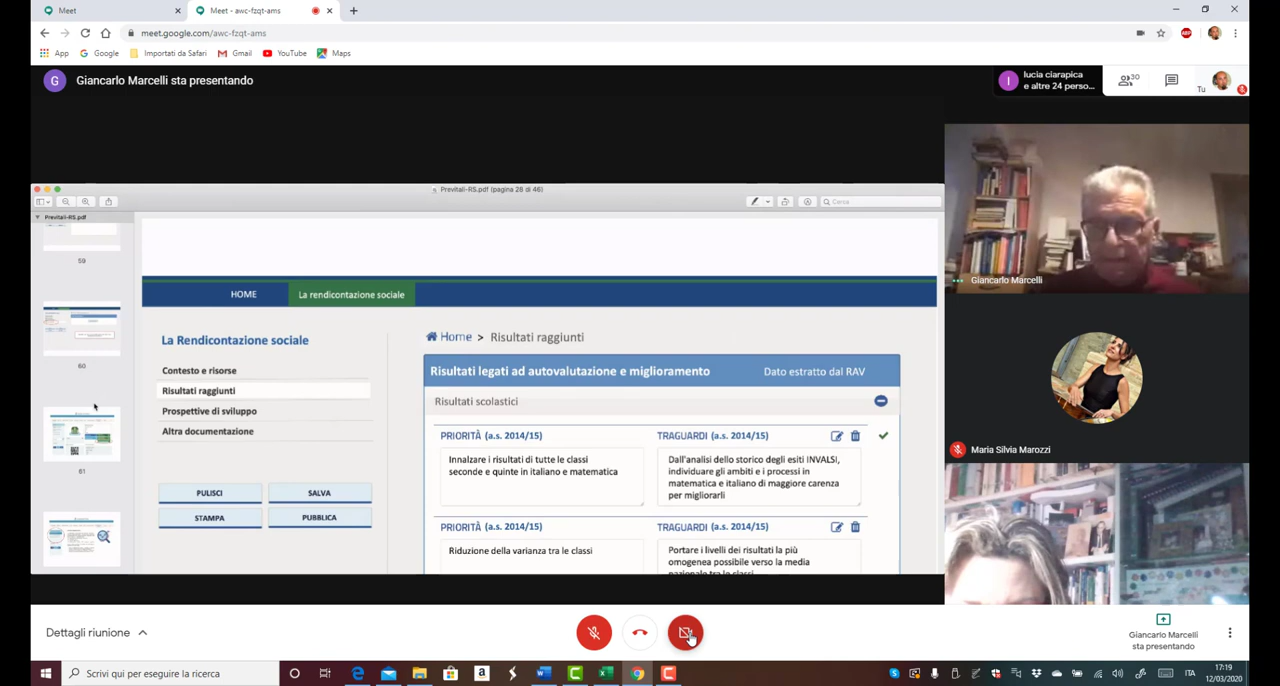 Meet
Meet - awc-fzqt-ams
meet.google.com/awc-fzqt-ams
App
Google
Importati da Safari
Gmail
YouTube
Maps
G
Giancarlo Marcelli sta presentando
l
lucia ciarapica
e altre 24 perso...
30
Tu
Previtali-RS.pdf (pagina 28 di 46)
Cerca
Previtali-RS.pdf
59
60
61
HOME
La rendicontazione sociale
La Rendicontazione sociale
Contesto e risorse
Risultati raggiunti
Prospettive di sviluppo
Altra documentazione
PULISCI
SALVA
STAMPA
PUBBLICA
Home > Risultati raggiunti
Risultati legati ad autovalutazione e miglioramento
Dato estratto dal RAV
Risultati scolastici
PRIORITÀ (a.s. 2014/15)
TRAGUARDI (a.s. 2014/15)
Innalzare i risultati di tutte le classi
seconde e quinte in italiano e matematica
Dall'analisi dello storico degli esiti INVALSI,
individuare gli ambiti e i processi in
matematica e italiano di maggiore carenza
per migliorarli
PRIORITÀ (a.s. 2014/15)
TRAGUARDI (a.s. 2014/15)
Riduzione della varianza tra le classi
Portare i livelli dei risultati la più
omogenea possibile verso la media
nazionale tra le classi
Giancarlo Marcelli
Maria Silvia Marozzi
Dettagli riunione
Giancarlo Marcelli
sta presentando
Scrivi qui per eseguire la ricerca
ITA
17:19
12/03/2020